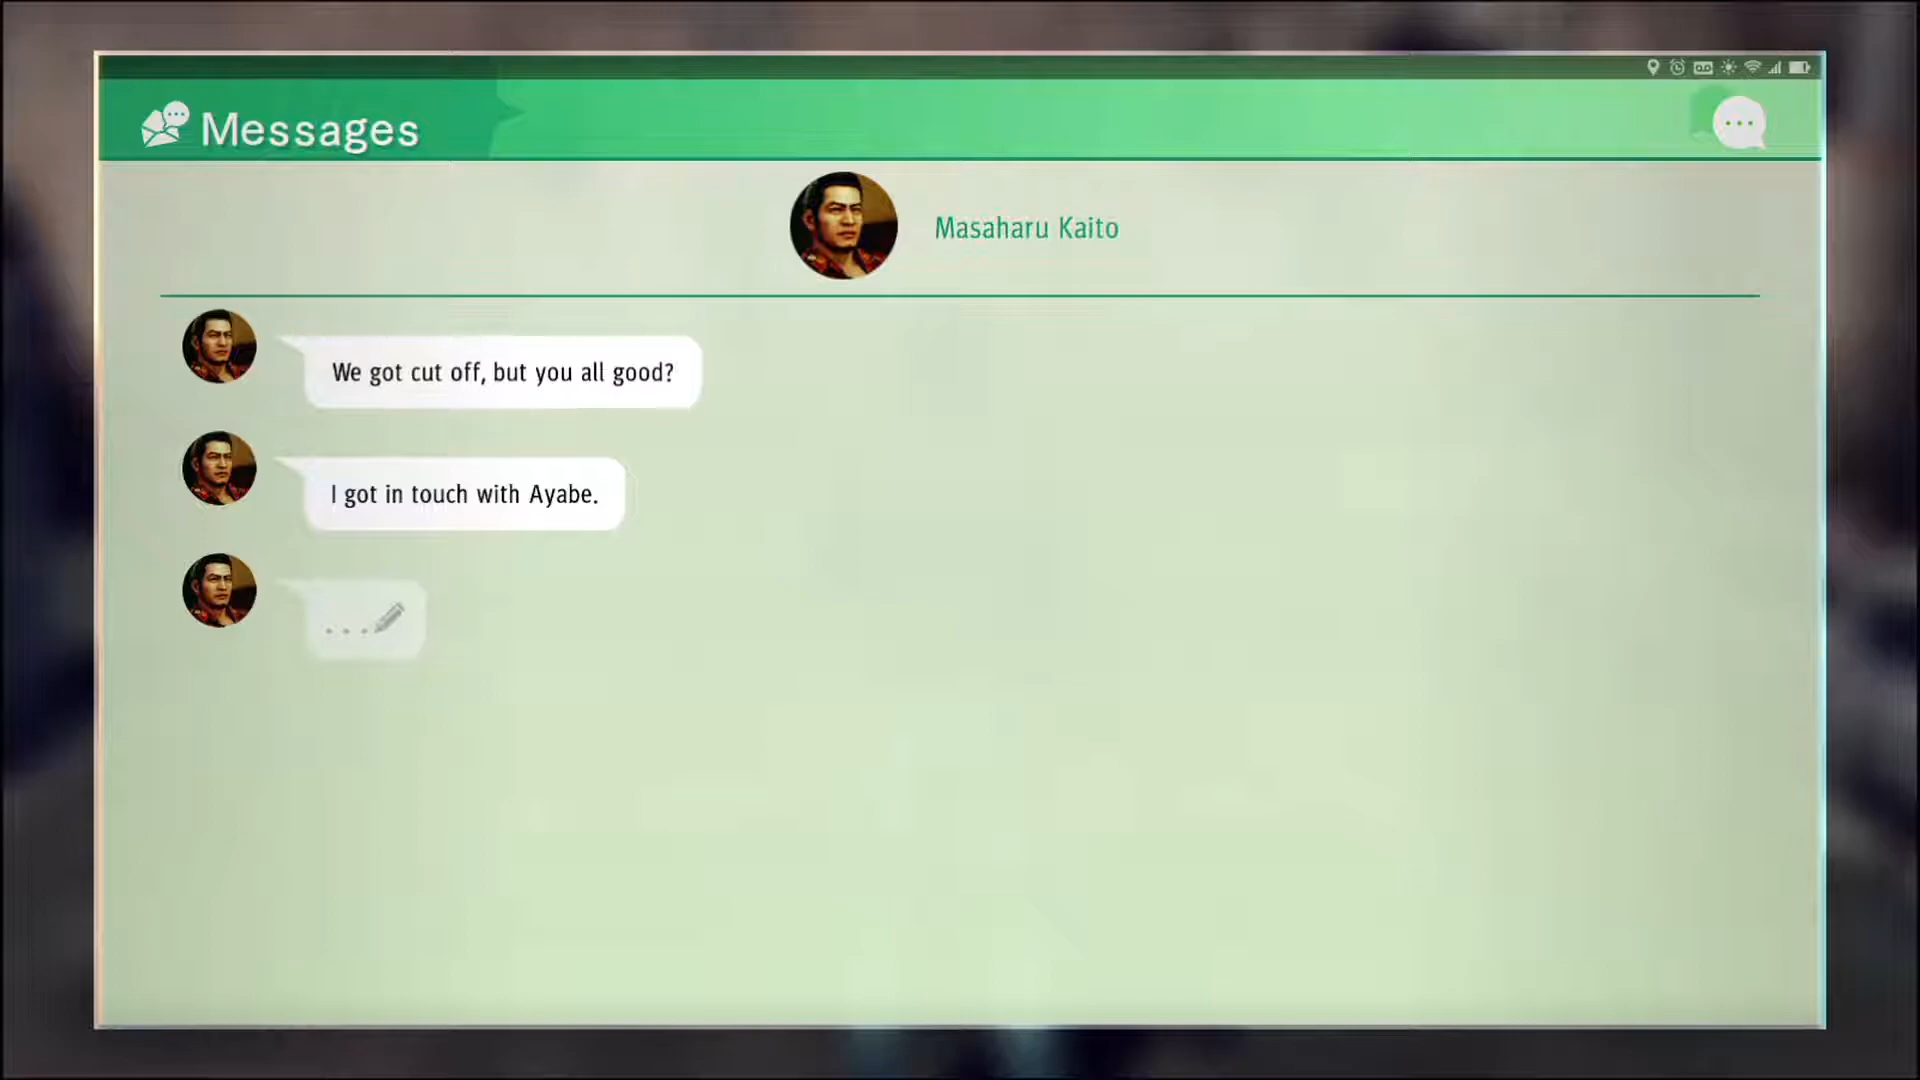 Messages
Masaharu Kaito
We got cut off, but you all good?
I got in touch with Ayabe.
...